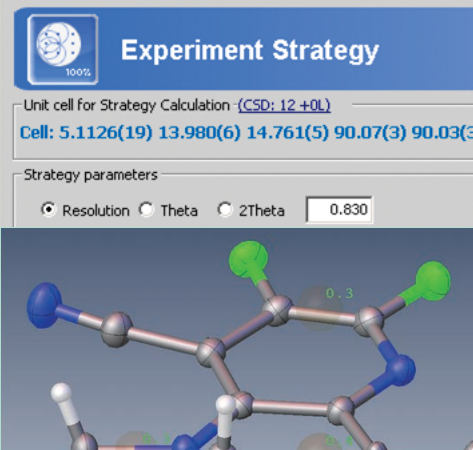 100%
Experiment Strategy
Unit cell for Strategy Calculation (CSD: 12 +0L)
Cell: 5.1126(19) 13.980(6) 14.761(5) 90.07(3) 90.03(3
Strategy parameters
Resolution Theta 2Theta 0.830
0.3